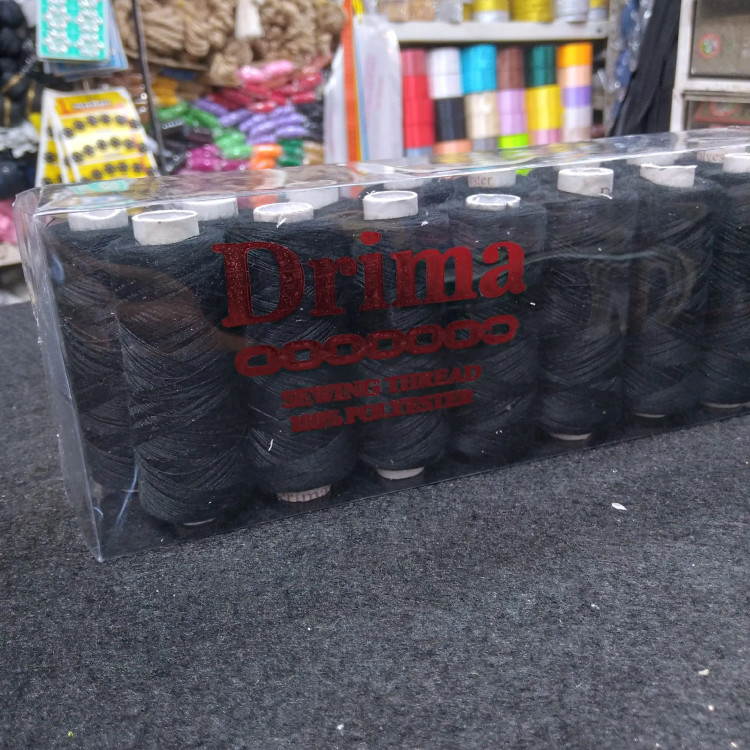 Drima
SEWING THREAD
100% POLYESTER